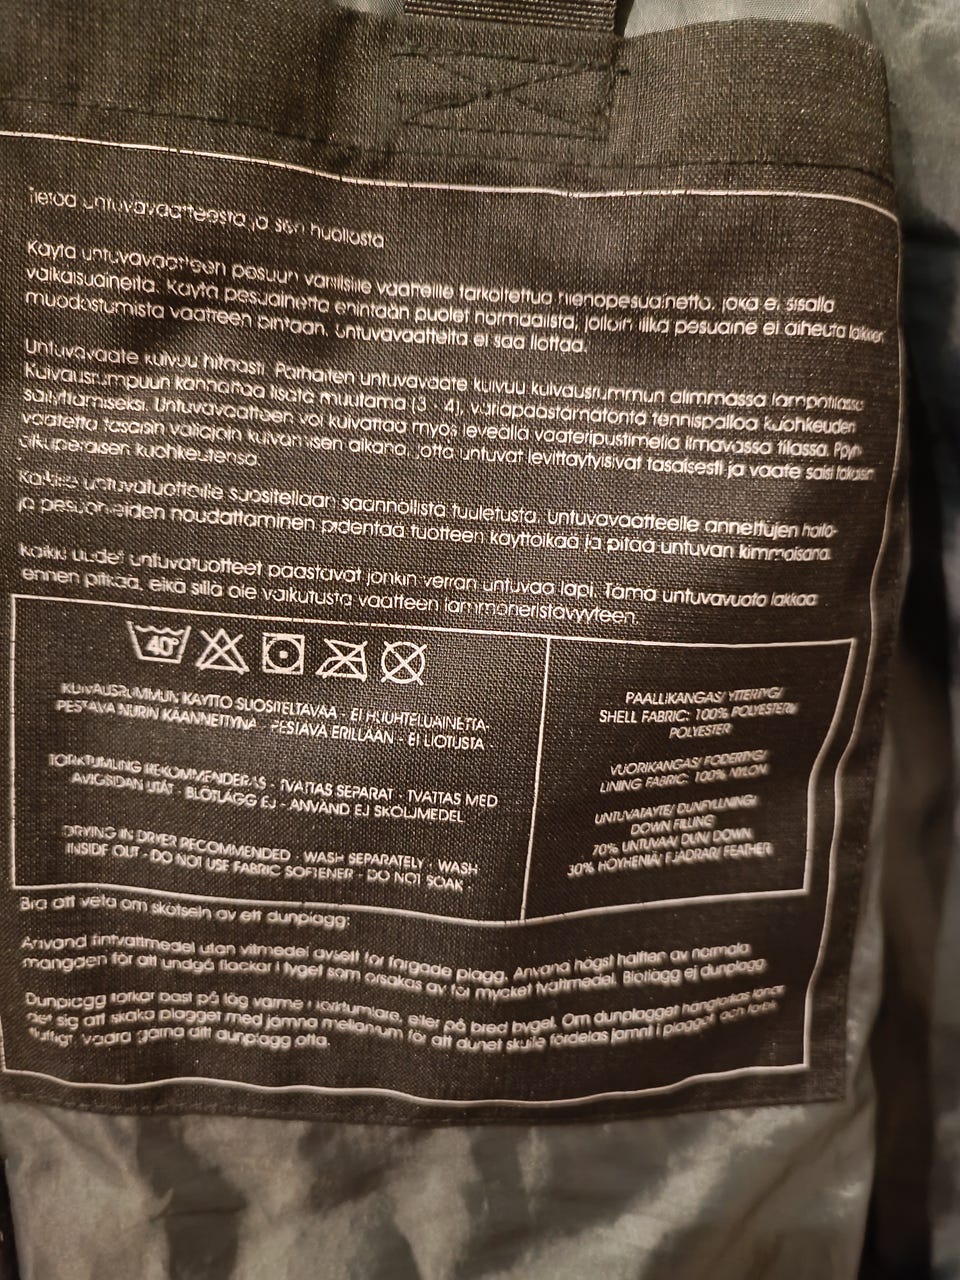 Tietoa untuvavaatteesta ja sen huollosta
Käytä untuvavaatteen pesuun värillisille vaatteille tarkoitettua hienopesuainetta, joka ei sisällä
valkaisuaineita. Käytä pesuainetta enintään puolet normaalista, jolloin liika pesuaine ei aiheuta laikkien
muodostumista vaatteen pintaan. Untuvavaatteita ei saa liottaa.
Untuvavaate kuivuu hitaasti. Parhaiten untuvavaate kuivuu kuivausrummun alimmassa lämpötilassa.
Kuivausrumpuun kannattaa lisätä muutama (3 - 4), väriäpäästämätöntä tennispalloa kuohkeuden
säilyttämiseksi. Untuvavaatteen voi kuivattaa myös leveällä vaateripustimella ilmavassa tilassa.
vaatetta tasaisin väliajoin kuivamisen aikana, jotta untuvat levittäytyisivät tasaisesti ja vaate saisi takaisin
alkuperäisen kuohkeutensa.
Kaikille untuvatuotteille suositellaan säännöllistä tuuletusta. Untuvavaatteelle annettujen hoito-
ja pesuohjeiden noudattaminen pidentää tuotteen käyttöikää ja pitää untuvan kimmoisana.
Kaikki uudet untuvatuotteet päästävät jonkin verran untuvaa läpi. Tämä untuvavuoto lakkaa
ennen pitkää, eikä sillä ole vaikutusta vaatteen lämmöneristävyyteen.
40°
KUIVAUSRUMMUN KÄYTTÖ SUOSITELTAVAA - EI HUUHTELUAINETTA-
PESTÄVÄ NURIN KÄÄNNETTYNÄ - PESTÄVÄ ERILLÄÄN - EI LIOTUSTA -
TORKTUMLING REKOMMENDERAS - TVÄTTAS SEPARAT - TVÄTTAS MED
AVIGSIDAN UTÅT - BLÖTLÄGG EJ - ANVÄND EJ SKÖLJMEDEL
DRYING IN DRYER RECOMMENDED - WASH SEPARATELY - WASH
INSIDE OUT - DO NOT USE FABRIC SOFTENER - DO NOT SOAK
PÄÄLLIKANGAS/ YTTERTYG/
SHELL FABRIC: 100% POLYESTERI/
POLYESTER
VUORIKANGAS/ FODERTYG/
LINING FABRIC: 100% NYLON
UNTUVATÄYTE/ DUNFYLLNING/
DOWN FILLING
70% UNTUVAA/ DUN/ DOWN
30% HÖYHENIÄ/ FJÄDRAR/ FEATHER
Bra att veta om skötseln av ett dunplagg:
Använd fintvättmedel utan vitmedel avsett för färgade plagg. Använd högst hälften av normala
mängden för att undgå fläckar i tyget som orsakas av för mycket tvättmedel. Blötlägg ej dunplagg.
Dunplagg torkar bäst på låg värme i torktumlare, eller på bred bygel. Om dunplagget hängtorkas lönar
det sig att skaka plagget med jämna mellanrum för att dunet skulle fördelas jämnt i plagget och förbli
fluffigt. Vädra gärna ditt dunplagg ofta.